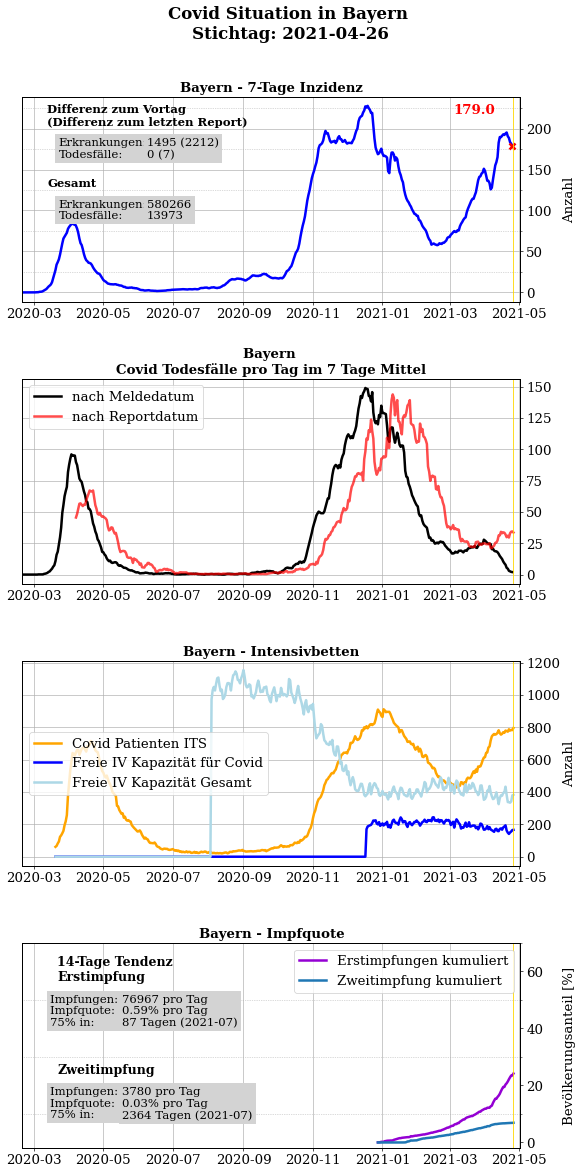 Covid Situation in Bayern
Stichtag: 2021-04-26
Bayern - 7-Tage Inzidenz
Differenz zum Vortag
(Differenz zum letzten Report)
Erkrankungen 1495 (2212)
Todesfälle: 0 (7)
Gesamt
Erkrankungen 580266
Todesfälle: 13973
179.0
200
150
100
50
0
Anzahl
2020-03 2020-05 2020-07 2020-09 2020-11 2021-01 2021-03 2021-05
Bayern
Covid Todesfälle pro Tag im 7 Tage Mittel
nach Meldedatum
nach Reportdatum
150
125
100
75
50
25
0
2020-03 2020-05 2020-07 2020-09 2020-11 2021-01 2021-03 2021-05
Bayern - Intensivbetten
Covid Patienten ITS
Freie IV Kapazität für Covid
Freie IV Kapazität Gesamt
1200
1000
800
600
400
200
0
Anzahl
2020-03 2020-05 2020-07 2020-09 2020-11 2021-01 2021-03 2021-05
Bayern - Impfquote
14-Tage Tendenz
Erstimpfung
Impfungen: 76967 pro Tag
Impfquote: 0.59% pro Tag
75% in: 87 Tagen (2021-07)
Zweitimpfung
Impfungen: 3780 pro Tag
Impfquote: 0.03% pro Tag
75% in: 2364 Tagen (2021-07)
Erstimpfungen kumuliert
Zweitimpfung kumuliert
60
40
20
0
Bevölkerungsanteil [%]
2020-03 2020-05 2020-07 2020-09 2020-11 2021-01 2021-03 2021-05